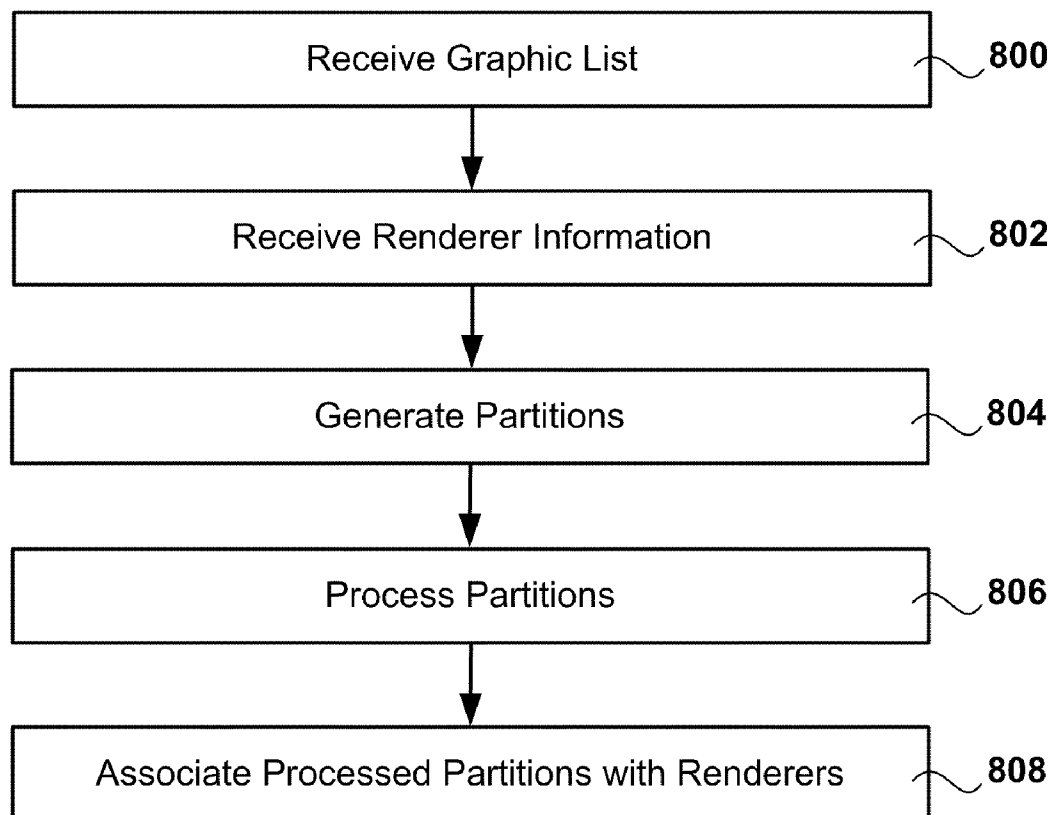 Receive Graphic List
800
Receive Renderer Information
802
Generate Partitions
804
Process Partitions
806
Associate Processed Partitions with Renderers
808